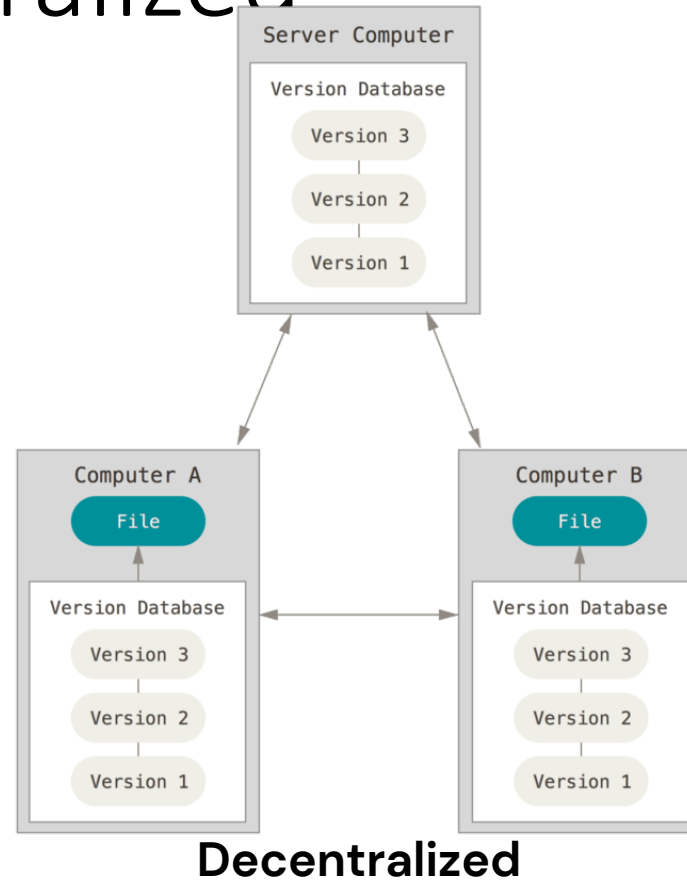 ralized
Server Computer
Version Database
Version 3
Version 2
Version 1
Computer A
File
Version Database
Version 3
Version 2
Version 1
Computer B
File
Version Database
Version 3
Version 2
Version 1
Decentralized